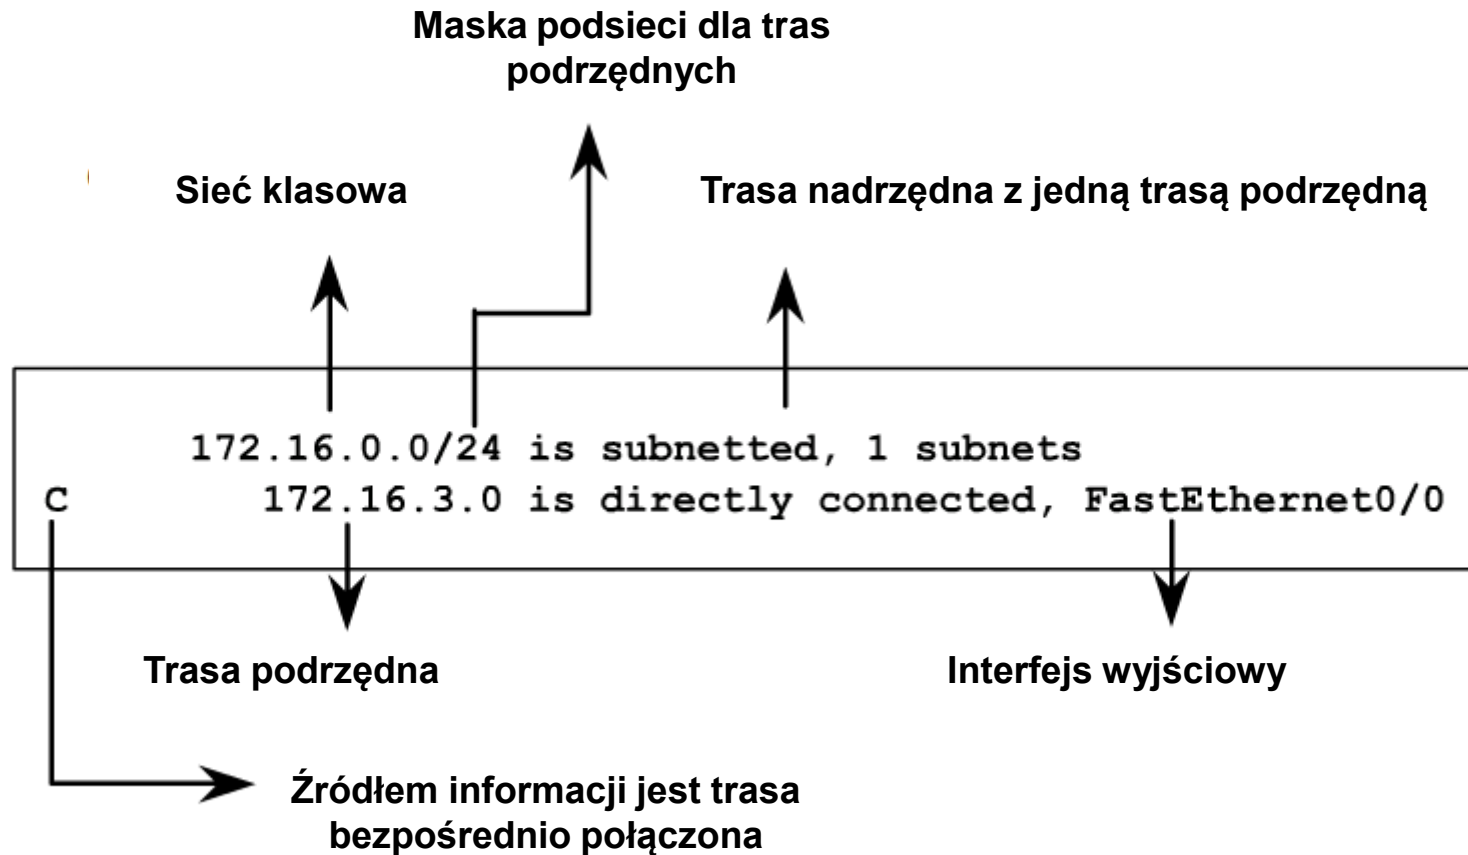 Maska podsieci dla tras
podrzędnych
Sieć klasowa
Trasa nadrzędna z jedną trasą podrzędną
172.16.0.0/24 is subnetted, 1 subnets
C 172.16.3.0 is directly connected, FastEthernet0/0
Trasa podrzędna
Interfejs wyjściowy
Źródłem informacji jest trasa
bezpośrednio połączona